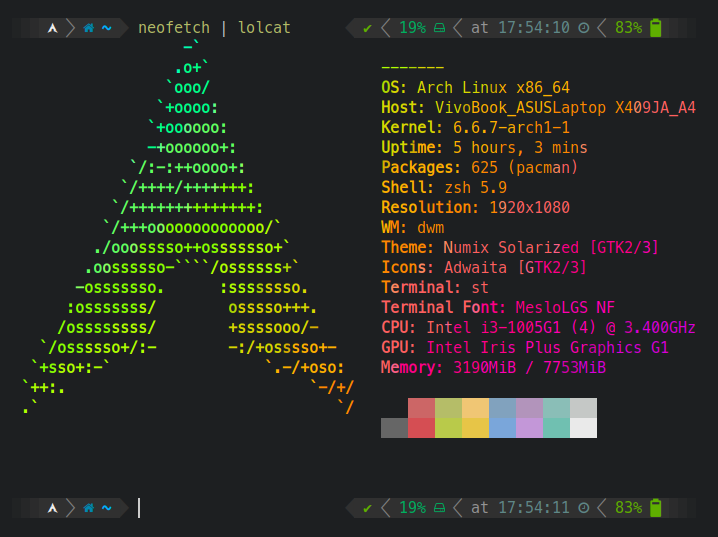 ~ neofetch | lolcat ✔ 19% at 17:54:10 83%
-`
.o+` -------
`ooo/ OS: Arch Linux x86_64
`+oooo: Host: VivoBook_ASUSLaptop X409JA_A4
`+oooooo: Kernel: 6.6.7-arch1-1
-+oooooo+: Uptime: 5 hours, 3 mins
`/:-:++oooo+: Packages: 625 (pacman)
`/++++/+++++++: Shell: zsh 5.9
`/++++++++++++++: Resolution: 1920x1080
`/+++ooooooooooooo/` WM: dwm
./ooosssso++osssssso+` Theme: Numix Solarized [GTK2/3]
.oossssso-````/ossssss+` Icons: Adwaita [GTK2/3]
-osssssso. :ssssssso. Terminal: st
:osssssss/ osssso+++. Terminal Font: MesloLGS NF
/ossssssss/ +ssssooo/- CPU: Intel i3-1005G1 (4) @ 3.400GHz
`/ossssso+/:- -:/+osssso+- GPU: Intel Iris Plus Graphics G1
`+sso+:-` `.-/+oso: Memory: 3190MiB / 7753MiB
`++:. `-/+/
.` `/
~ ✔ 19% at 17:54:11 83%